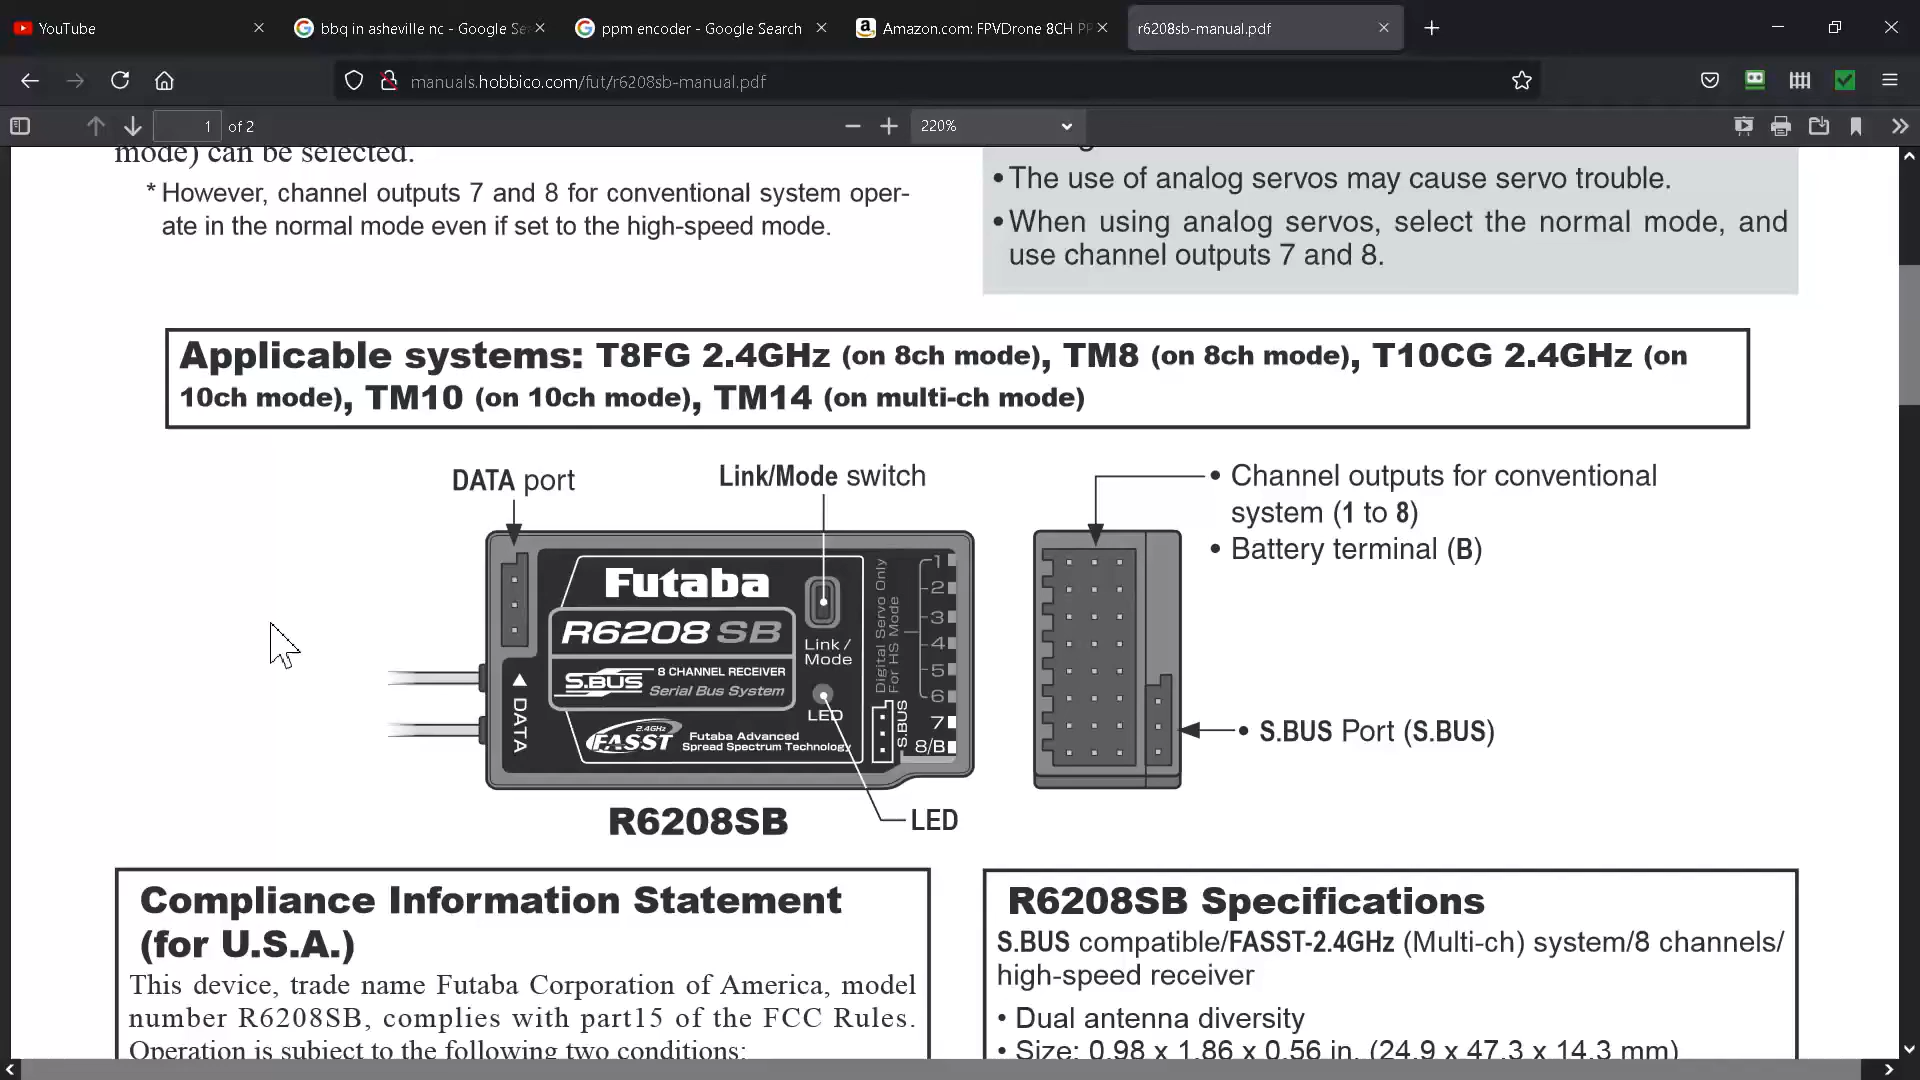 YouTube
bbq in asheville nc - Google Se
ppm encoder - Google Search
Amazon.com: FPVDrone 8CH PP
r6208sb-manual.pdf
manuals.hobbico.com/fut/r6208sb-manual.pdf
1 of 2
220%
mode) can be selected.
* However, channel outputs 7 and 8 for conventional system oper-
ate in the normal mode even if set to the high-speed mode.
• The use of analog servos may cause servo trouble.
• When using analog servos, select the normal mode, and
use channel outputs 7 and 8.
Applicable systems: T8FG 2.4GHz (on 8ch mode), TM8 (on 8ch mode), T10CG 2.4GHz (on
10ch mode), TM10 (on 10ch mode), TM14 (on multi-ch mode)
DATA port
Link/Mode switch
Futaba
R6208 SB
S.BUS
8 CHANNEL RECEIVER
Serial Bus System
2.4GHz
FASST
Futaba Advanced
Spread Spectrum Technology
DATA
Link /
Mode
LED
Digital Servo Only
For HS Mode
S.BUS
1
2
3
4
5
6
7
8/B
R6208SB
LED
• Channel outputs for conventional
system (1 to 8)
• Battery terminal (B)
• S.BUS Port (S.BUS)
Compliance Information Statement
(for U.S.A.)
This device, trade name Futaba Corporation of America, model
number R6208SB, complies with part15 of the FCC Rules.
Operation is subject to the following two conditions:
R6208SB Specifications
S.BUS compatible/FASST-2.4GHz (Multi-ch) system/8 channels/
high-speed receiver
• Dual antenna diversity
• Size: 0.98 x 1.86 x 0.56 in. (24.9 x 47.3 x 14.3 mm)